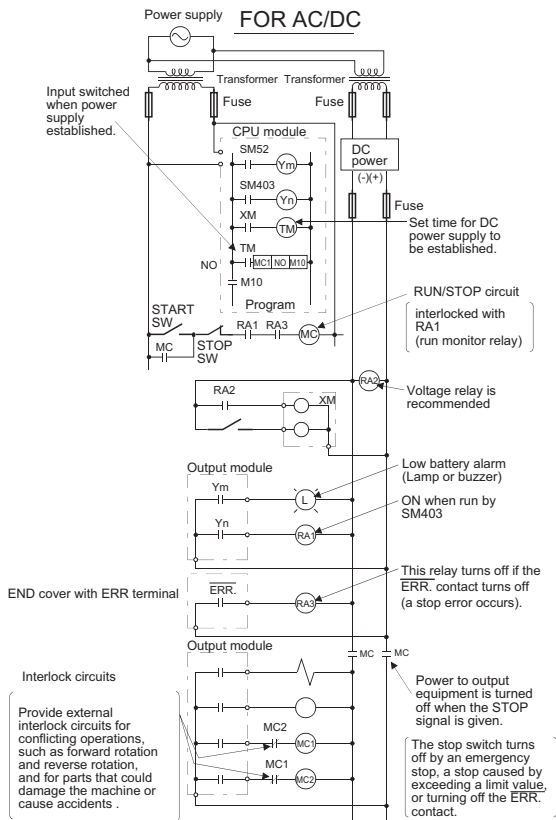 Power supply
FOR AC/DC
Transformer
Transformer
Input switched
when power
supply
established.
Fuse
Fuse
CPU module
SM52
Ym
SM403
Yn
XM
TM
TM
NO
MC1 NO M10
M10
Program
DC
power
(-)(+)
Fuse
Set time for DC
power supply to
be established.
START
SW
MC
STOP
SW
RA1
RA3
MC
RUN/STOP circuit
interlocked with
RA1
(run monitor relay)
RA2
Voltage relay is
recommended
RA2
XM
Output module
Ym
L
Low battery alarm
(Lamp or buzzer)
Yn
RA1
ON when run by
SM403
END cover with ERR terminal
ERR.
RA3
This relay turns off if the
ERR. contact turns off
(a stop error occurs).
Output module
MC
MC
Power to output
equipment is turned
off when the STOP
signal is given.
Interlock circuits
Provide external
interlock circuits for
conflicting operations,
such as forward rotation
and reverse rotation,
and for parts that could
damage the machine or
cause accidents .
MC2
MC1
MC1
MC2
The stop switch turns
off by an emergency
stop, a stop caused by
exceeding a limit value,
or turning off the ERR.
contact.